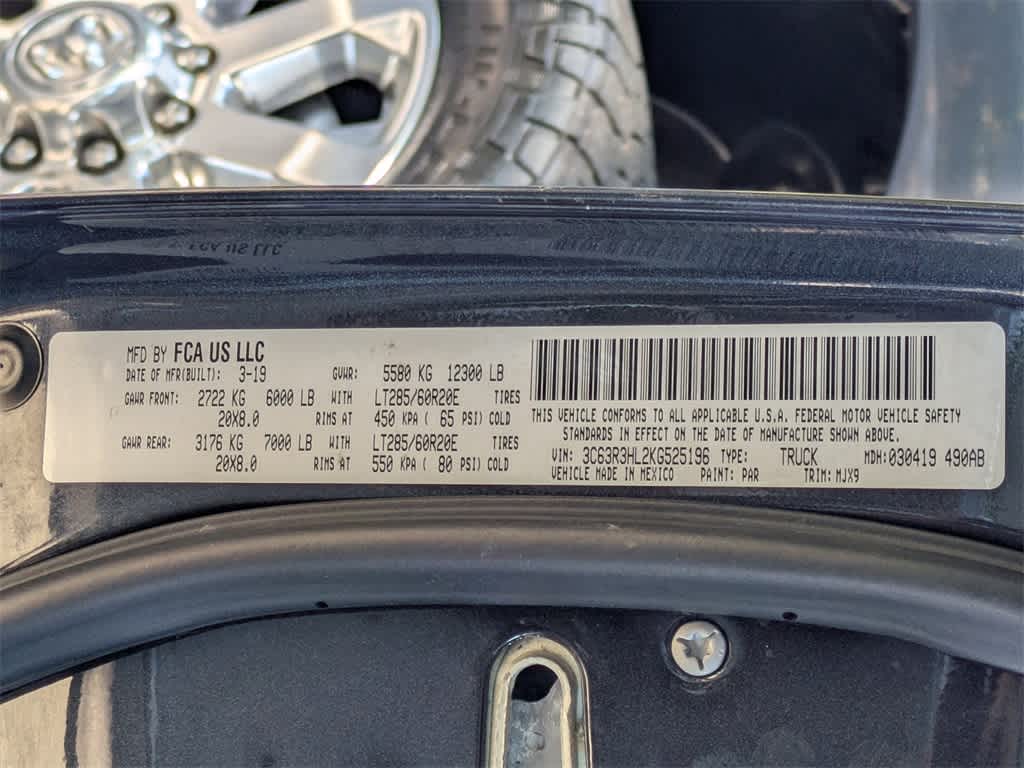 MFD BY FCA US LLC
DATE OF MFR(BUILT): 3-19 GVWR: 5580 KG 12300 LB
GAWR FRONT: 2722 KG 6000 LB WITH LT285/60R20E TIRES
20X8.0 RIMS AT 450 KPA ( 65 PSI) COLD
GAWR REAR: 3176 KG 7000 LB WITH LT285/60R20E TIRES
20X8.0 RIMS AT 550 KPA ( 80 PSI) COLD
THIS VEHICLE CONFORMS TO ALL APPLICABLE U.S.A. FEDERAL MOTOR VEHICLE SAFETY
STANDARDS IN EFFECT ON THE DATE OF MANUFACTURE SHOWN ABOVE.
VIN: 3C63R3HL2KG525196 TYPE: TRUCK MDH:030419 490AB
VEHICLE MADE IN MEXICO PAINT: PAR TRIM: MJX9